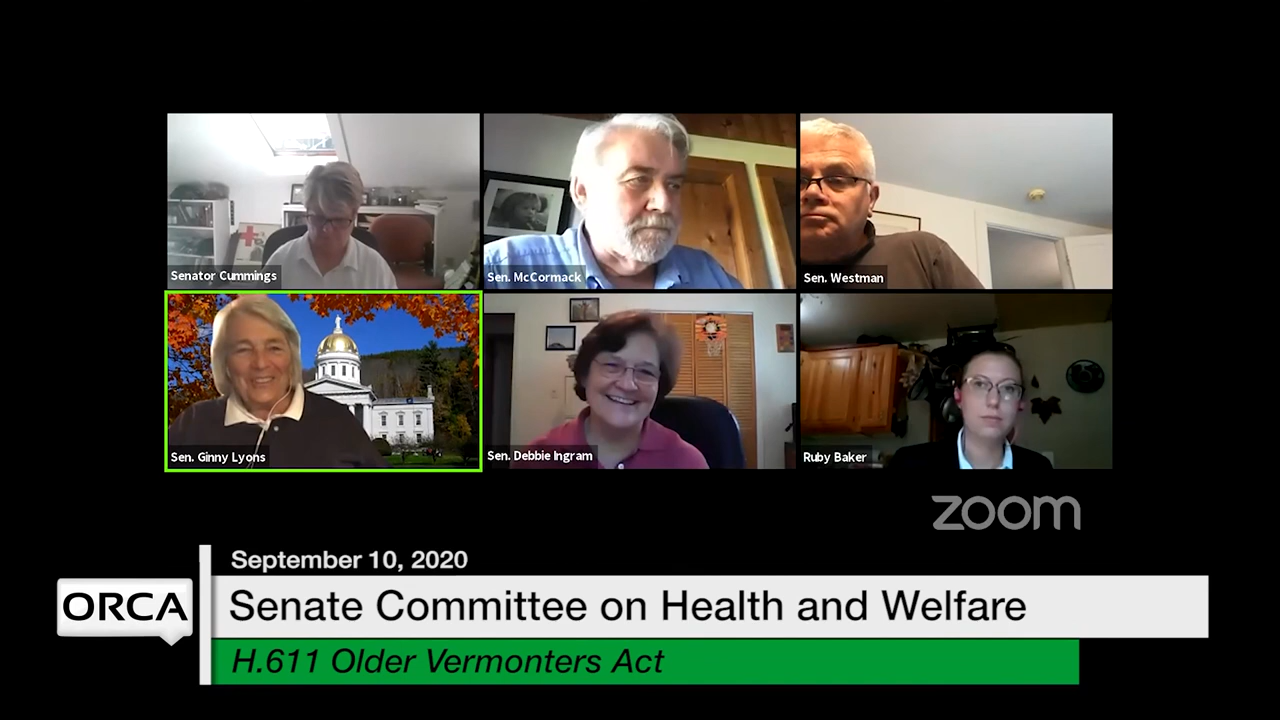 Senator Cummings
Sen. McCormack
Sen. Westman
Sen. Ginny Lyons
Sen. Debbie Ingram
Ruby Baker
zoom
September 10, 2020
ORCA
Senate Committee on Health and Welfare
H.611 Older Vermonters Act